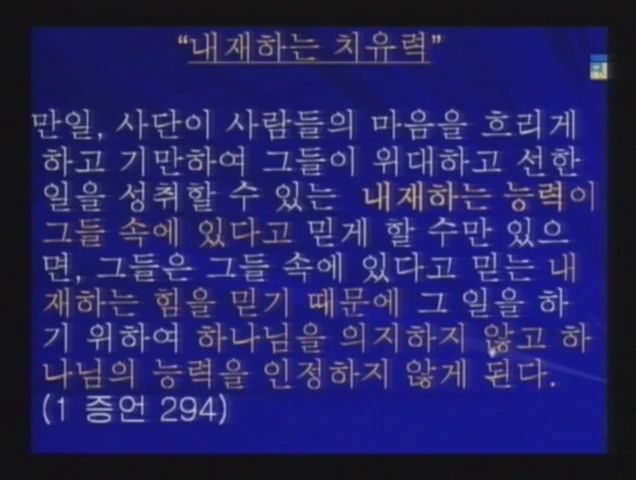 “내재하는 치유력”
만일, 사단이 사람들의 마음을 흐리게
하고 기만하여 그들이 위대하고 선한
일을 성취할 수 있는 내재하는 능력이
그들 속에 있다고 믿게 할 수만 있으
면, 그들은 그들 속에 있다고 믿는 내
재하는 힘을 믿기 때문에 그 일을 하
기 위하여 하나님을 의지하지 않고 하
나님의 능력을 인정하지 않게 된다.
(1 증언 294)